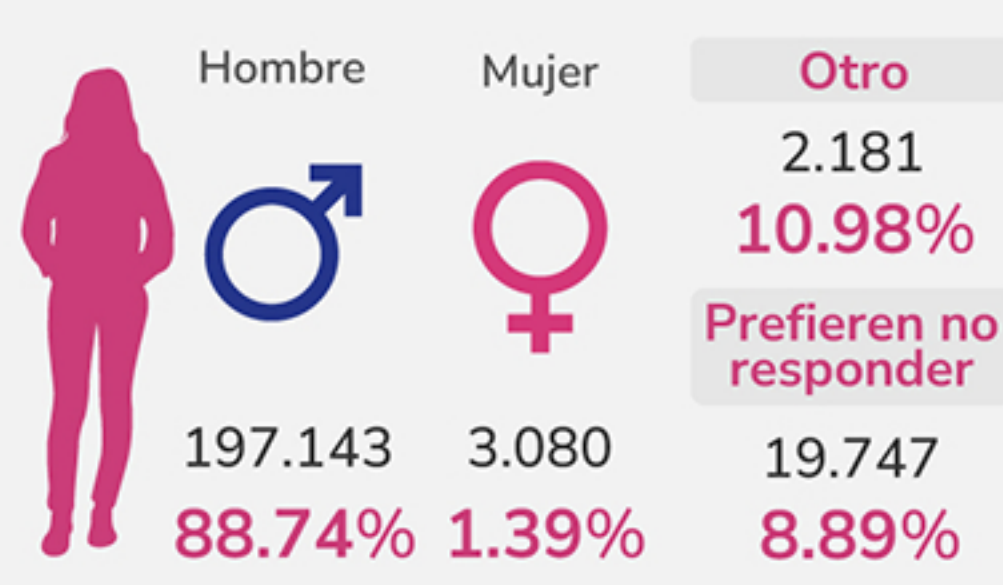 Hombre
197.143
88.74%
Mujer
3.080
1.39%
Otro
2.181
10.98%
Prefieren no
responder
19.747
8.89%